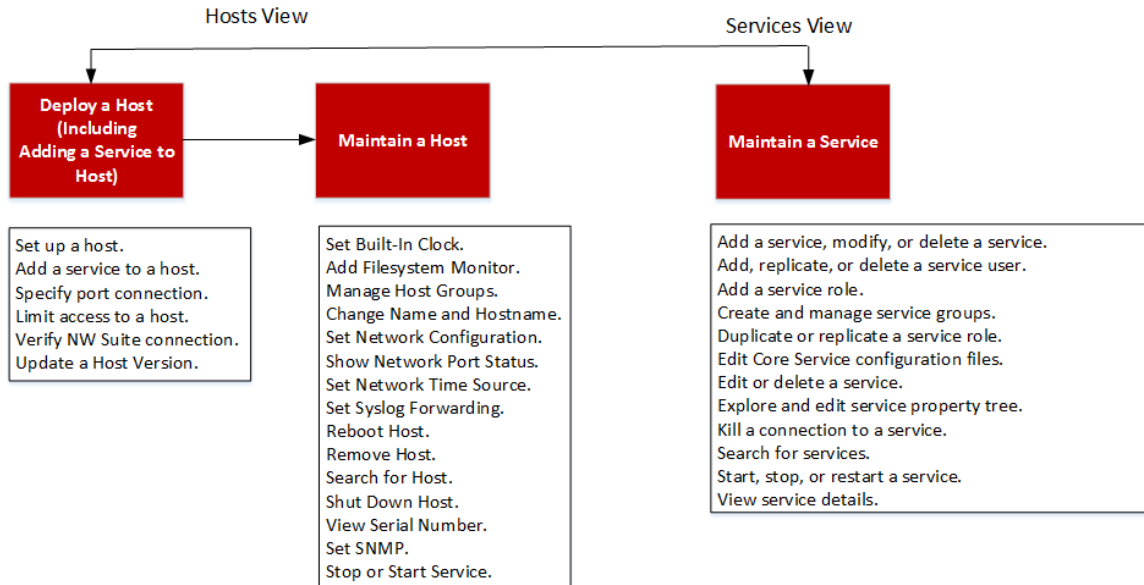 Hosts View
Services View
Deploy a Host
(Including
Adding a Service to
Host)
Maintain a Host
Maintain a Service
Set up a host.
Add a service to a host.
Specify port connection.
Limit access to a host.
Verify NW Suite connection.
Update a Host Version.
Set Built-In Clock.
Add Filesystem Monitor.
Manage Host Groups.
Change Name and Hostname.
Set Network Configuration.
Show Network Port Status.
Set Network Time Source.
Set Syslog Forwarding.
Reboot Host.
Remove Host.
Search for Host.
Shut Down Host.
View Serial Number.
Set SNMP.
Stop or Start Service.
Add a service, modify, or delete a service.
Add, replicate, or delete a service user.
Add a service role.
Create and manage service groups.
Duplicate or replicate a service role.
Edit Core Service configuration files.
Edit or delete a service.
Explore and edit service property tree.
Kill a connection to a service.
Search for services.
Start, stop, or restart a service.
View service details.